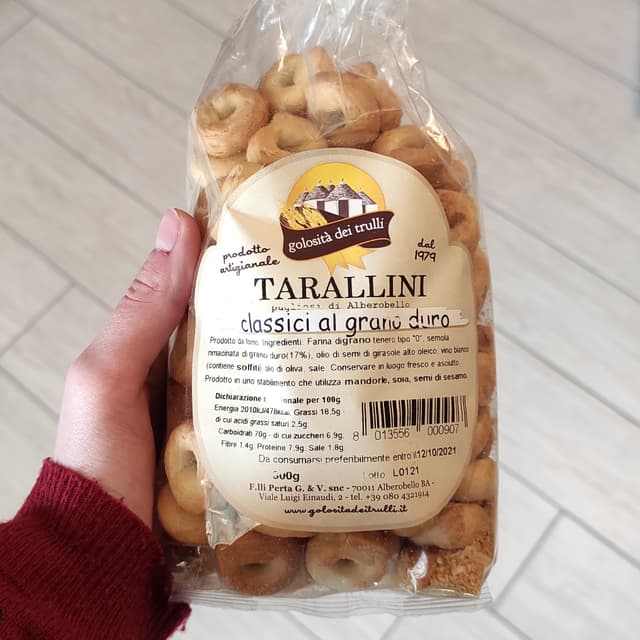 golosità dei trulli
prodotto
artigianale
dal
1979
TARALLINI
pugliesi di Alberobello
classici al grano duro
Prodotto da forno. Ingredienti: Farina di grano tenero tipo "0", semola
rimacinata di grano duro(17%), olio di semi di girasole alto oleico, vino bianco
(contiene solfiti) olio di oliva, sale. Conservare in luogo fresco e asciutto.
Prodotto in uno stabilimento che utilizza mandorle, soia, semi di sesamo.
Dichiarazione nutrizionale per 100g
Energia 2010kJ/478kcal; Grassi 18.5g
di cui acidi grassi saturi 2.5g;
Carboidrati 70g - di cui zuccheri 6.9g;
Fibre 1.4g; Proteine 7.9g; Sale 1.8g
8 013556 000907
Da consumarsi preferibilmente entro il 12/10/2021
500g Lotto L0121
F.lli Perta G. & V. snc - 70011 Alberobello BA -
Viale Luigi Einaudi, 2 - tel. +39 080 4321914
www.golositadeitrulli.it